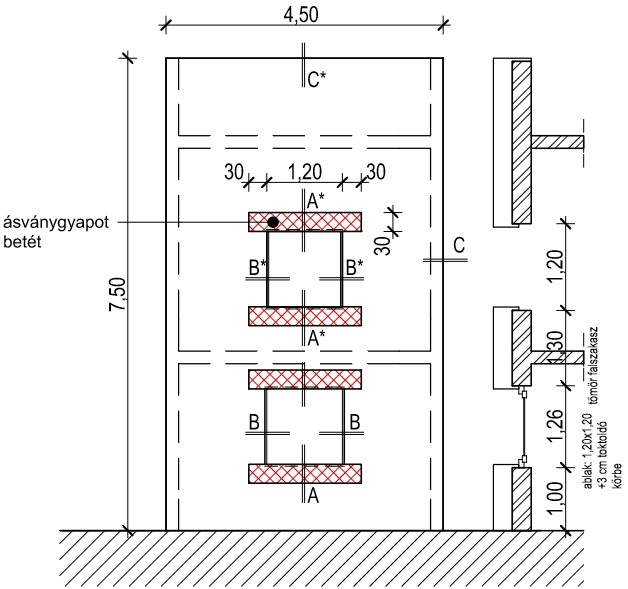 4,50
C*
30 1,20 30
A*
ásványgyapot
betét
30
B* B*
C
1,20
7,50
A*
1,30
tömör falszakasz
B B
1,26
ablak: 1,20x1,20
+3 cm toktoldó
körbe
A
1,00